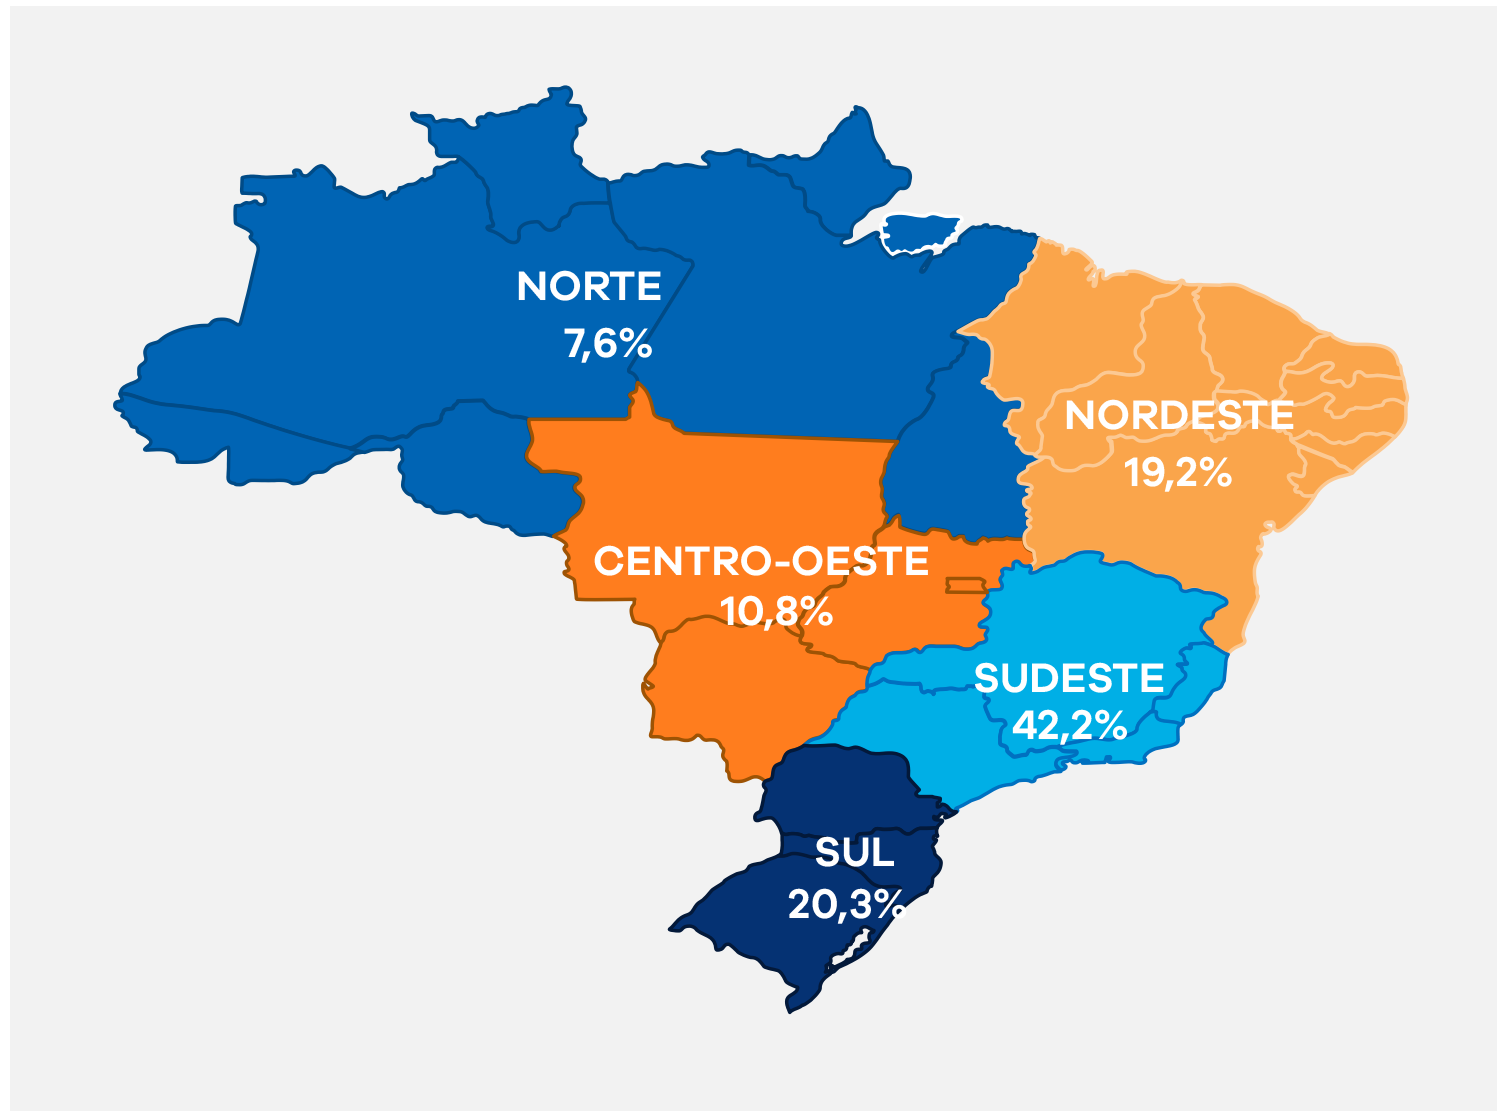 NORTE
7,6%
NORDESTE
19,2%
CENTRO-OESTE
10,8%
SUDESTE
42,2%
SUL
20,3%